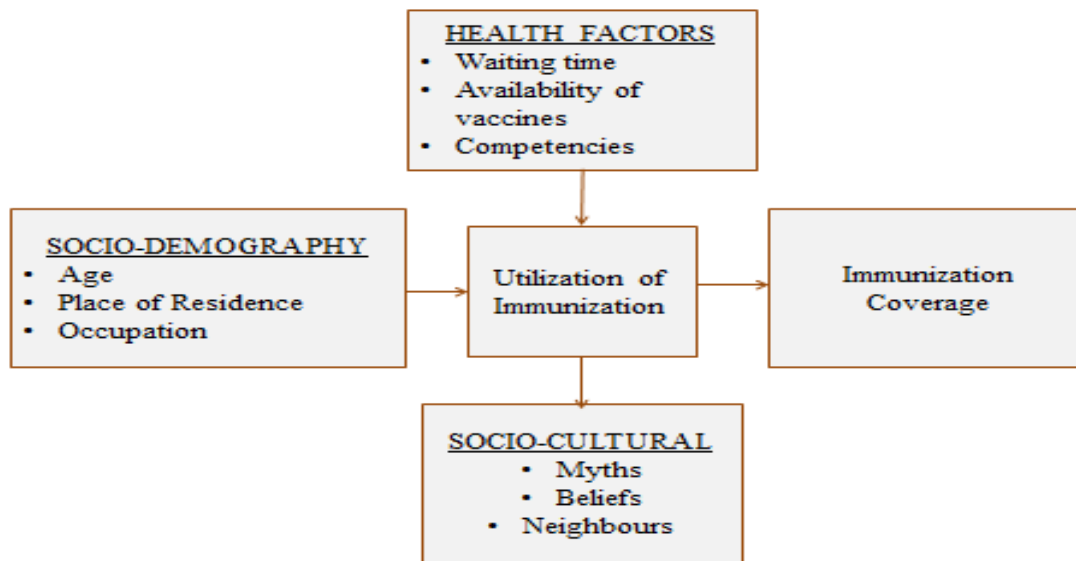 HEALTH FACTORS
• Waiting time
• Availability of
vaccines
• Competencies
SOCIO-DEMOGRAPHY
• Age
• Place of Residence
• Occupation
Utilization of
Immunization
Immunization
Coverage
SOCIO-CULTURAL
• Myths
• Beliefs
• Neighbours